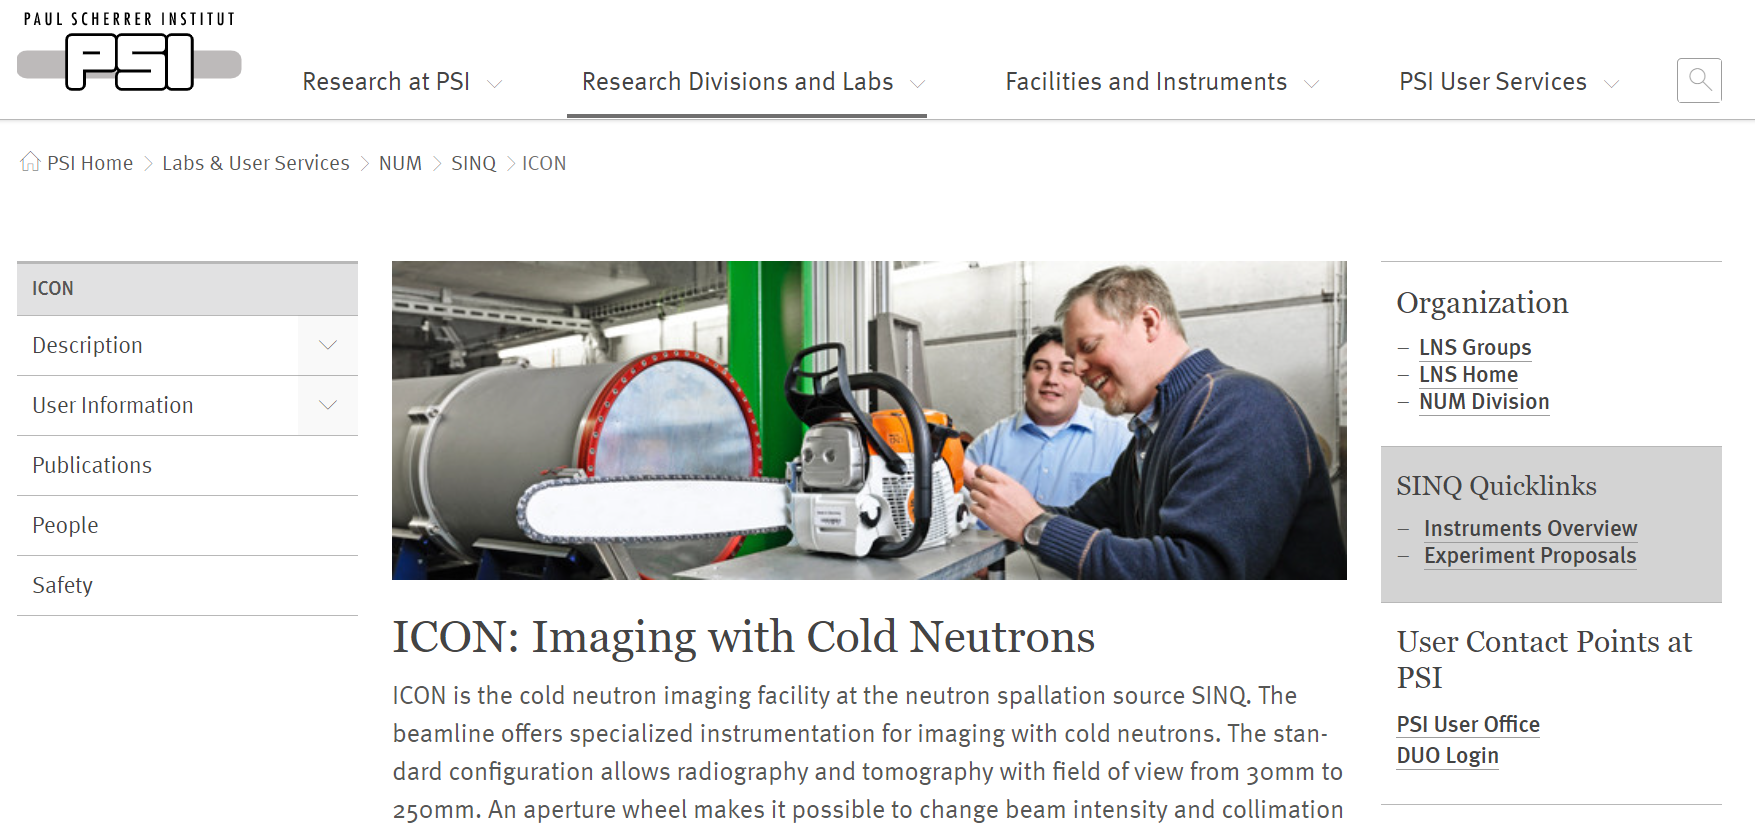 PAUL SCHERRER INSTITUT
PSI
Research at PSI
Research Divisions and Labs
Facilities and Instruments
PSI User Services
PSI Home
Labs & User Services
NUM
SINQ
ICON
ICON
Description
User Information
Publications
People
Safety
ICON: Imaging with Cold Neutrons
ICON is the cold neutron imaging facility at the neutron spallation source SINQ. The
beamline offers specialized instrumentation for imaging with cold neutrons. The stan-
dard configuration allows radiography and tomography with field of view from 30mm to
250mm. An aperture wheel makes it possible to change beam intensity and collimation
Organization
– LNS Groups
– LNS Home
– NUM Division
SINQ Quicklinks
– Instruments Overview
– Experiment Proposals
User Contact Points at
PSI
PSI User Office
DUO Login